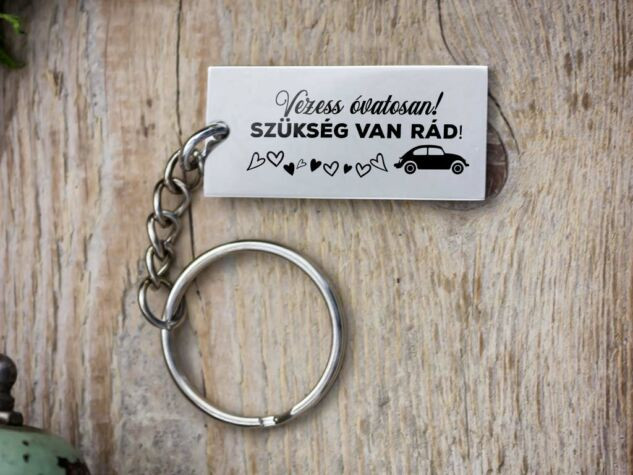 Vezess óvatosan!
SZÜKSÉG VAN RÁD!